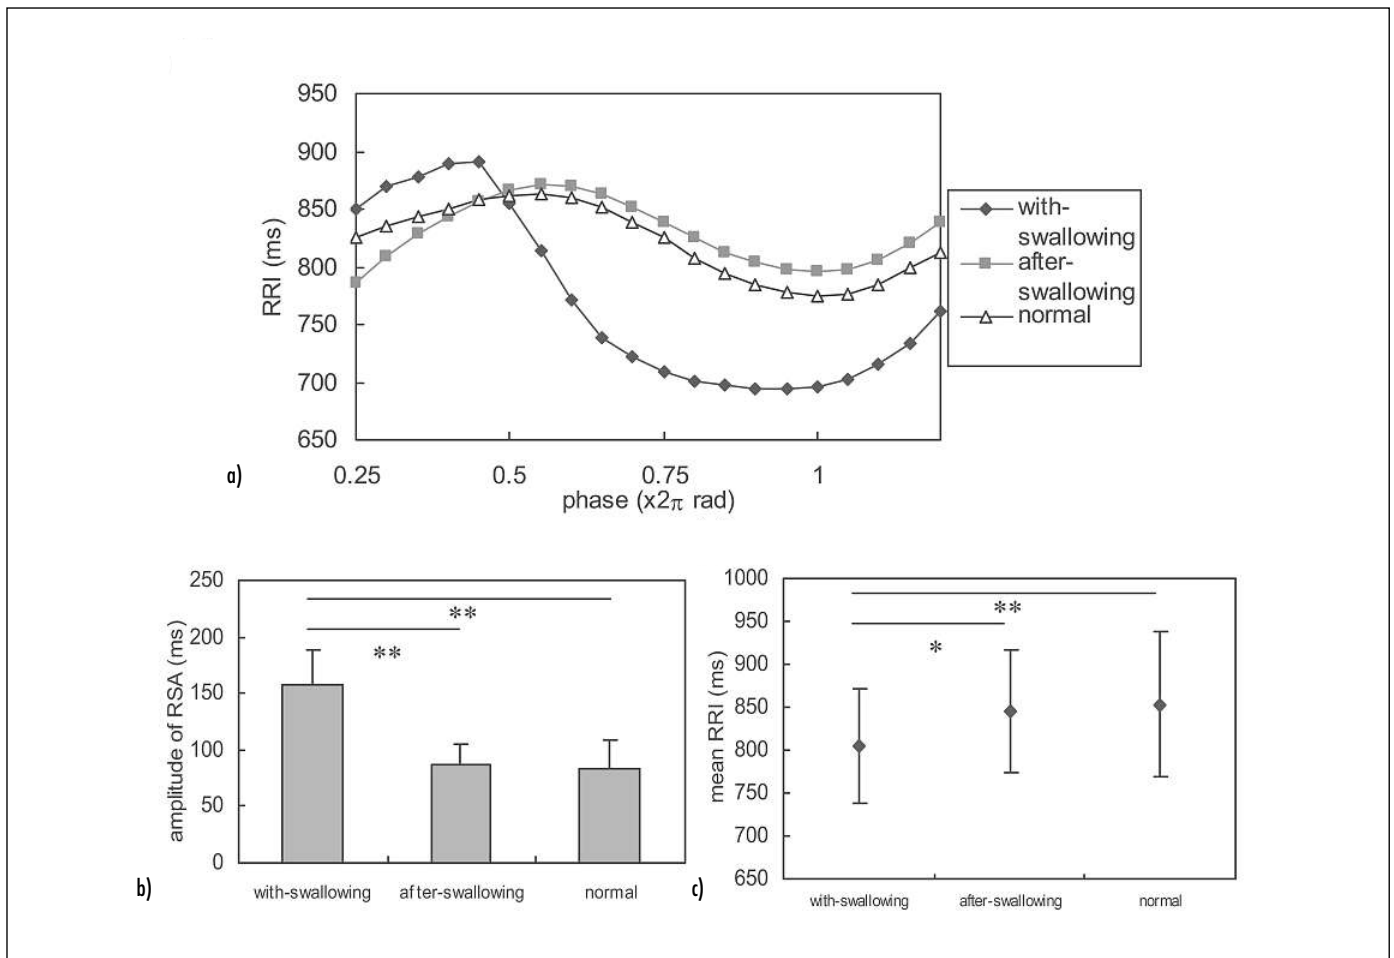 950
900
850
800
750
700
650
RRI (ms)
0.25 0.5 0.75 1
phase (x2π rad)
with-
swallowing
after-
swallowing
normal
a)
250
200
150
100
50
0
amplitude of RSA (ms)
**
**
with-swallowing after-swallowing normal
b)
1000
950
900
850
800
750
700
650
mean RRI (ms)
**
*
with-swallowing after-swallowing normal
c)